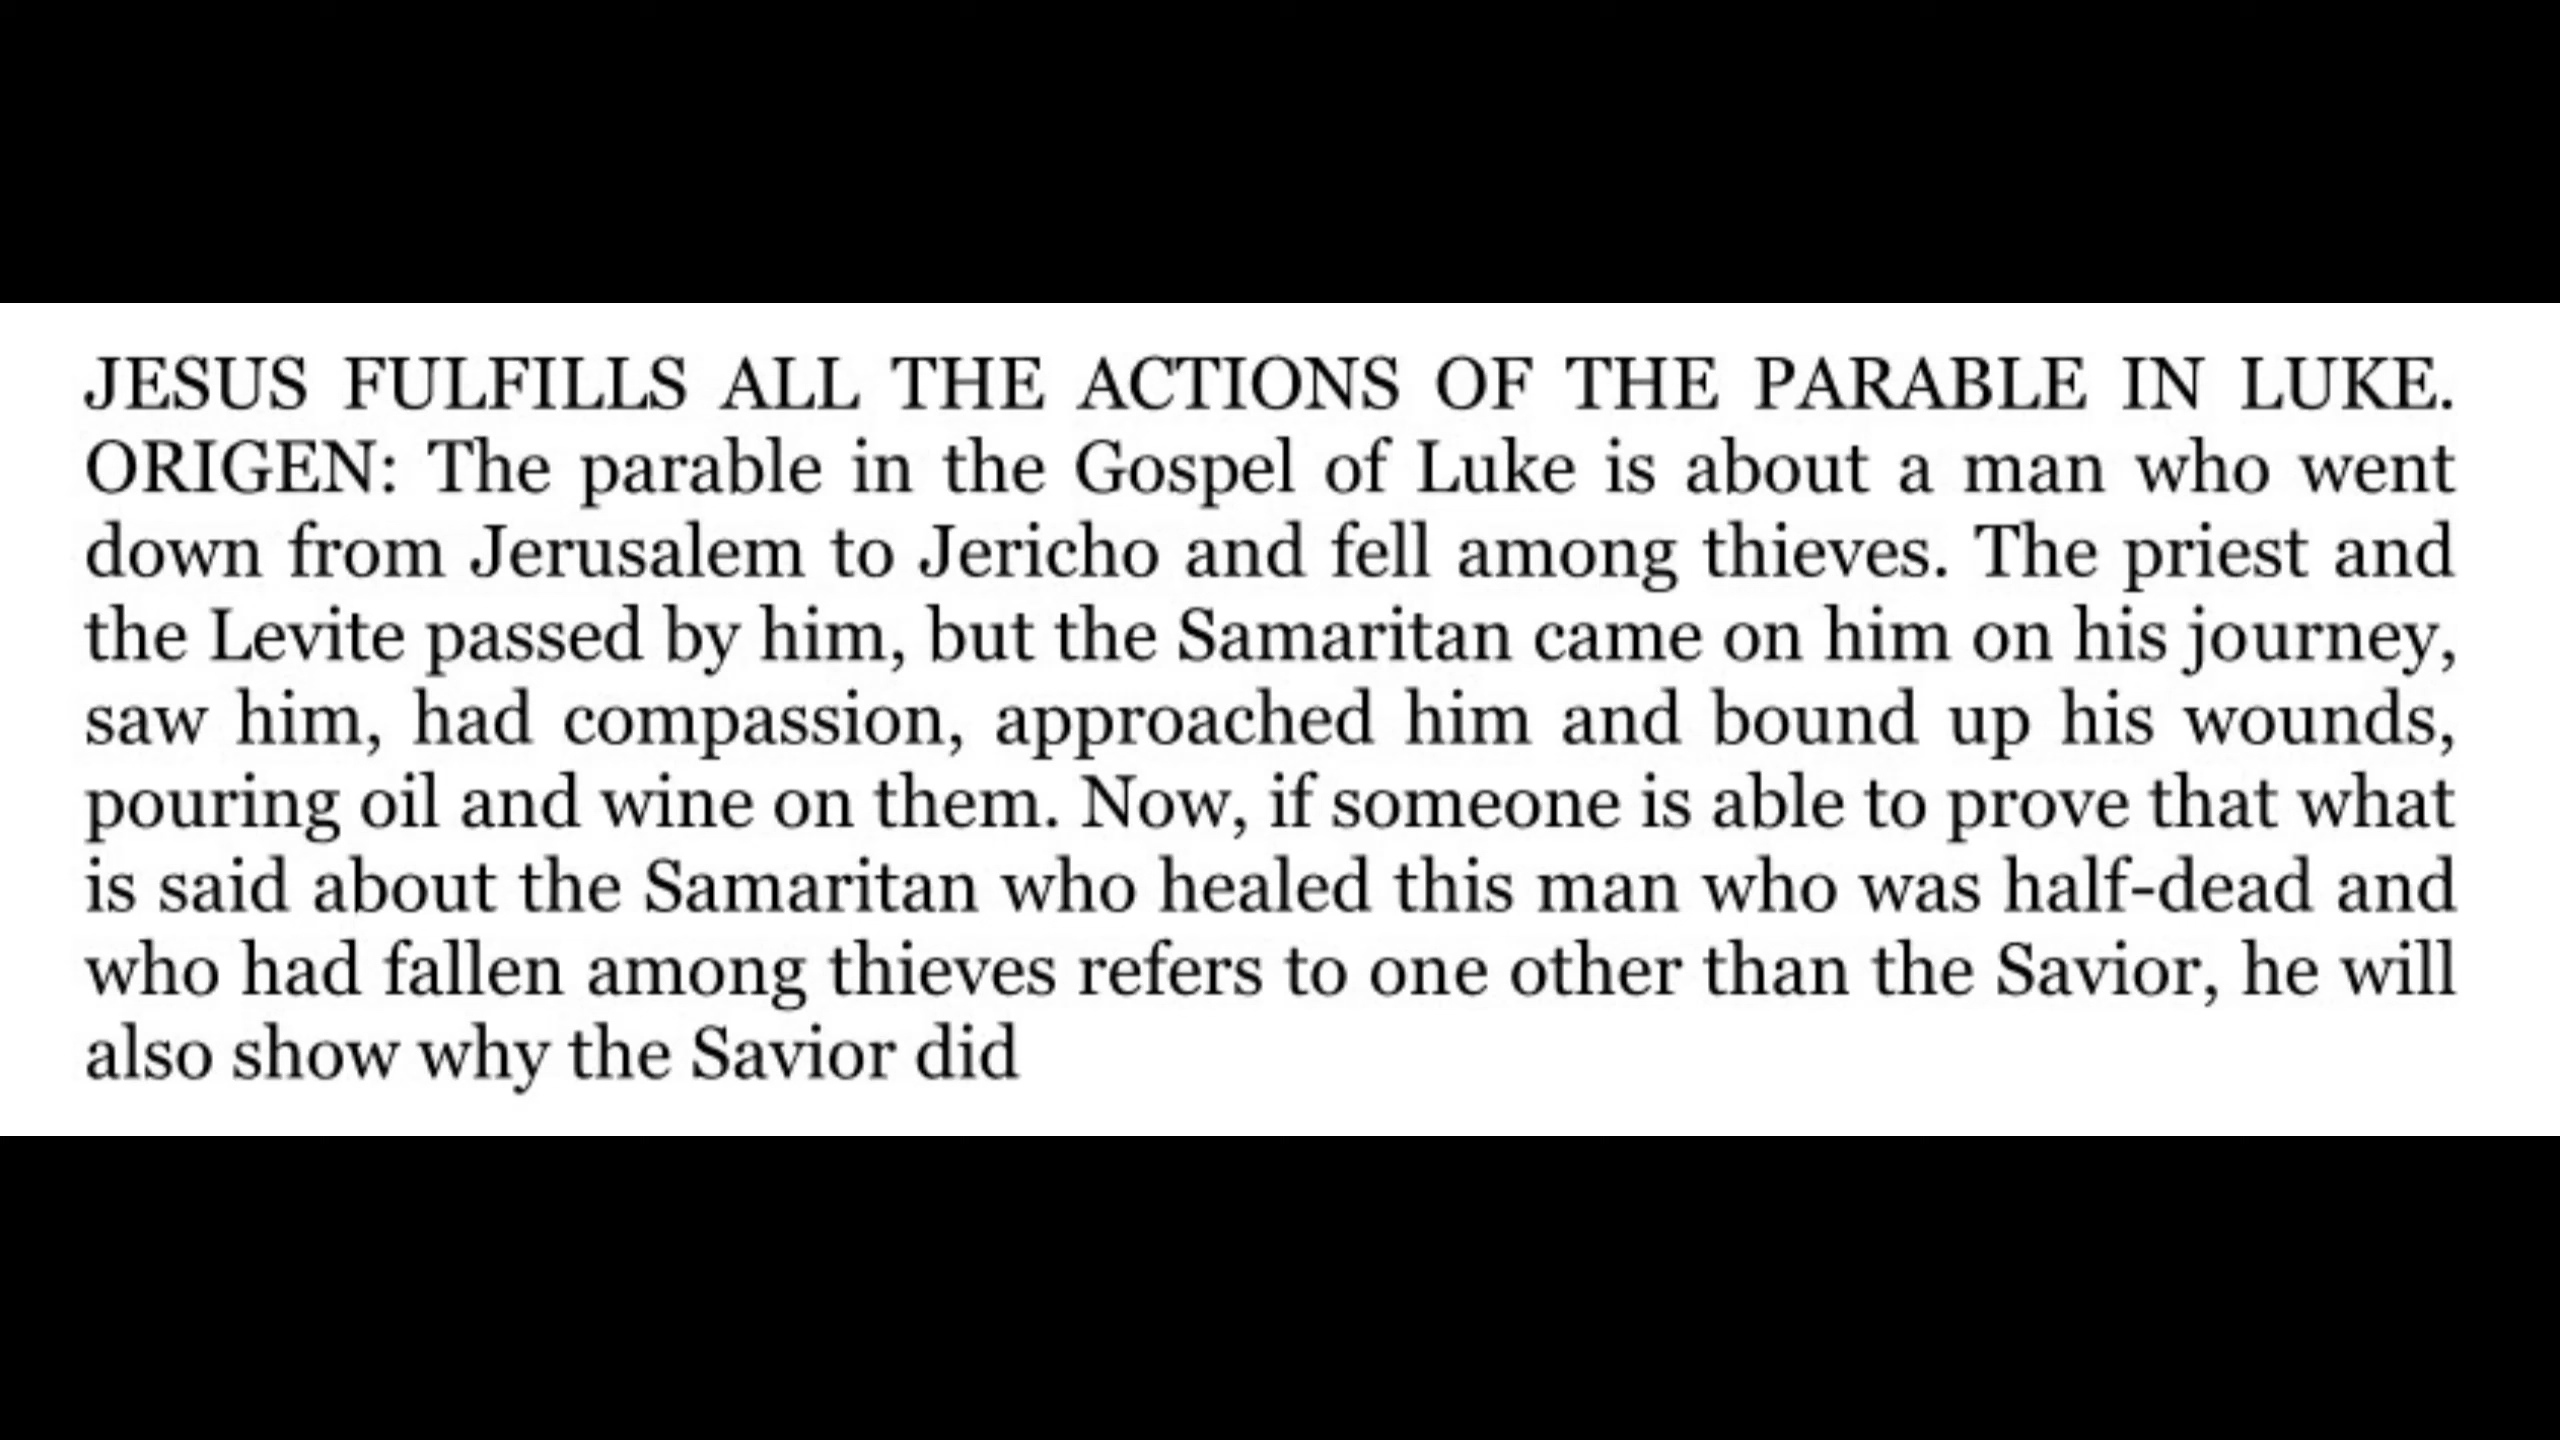 JESUS FULFILLS ALL THE ACTIONS OF THE PARABLE IN LUKE.
ORIGEN: The parable in the Gospel of Luke is about a man who went
down from Jerusalem to Jericho and fell among thieves. The priest and
the Levite passed by him, but the Samaritan came on him on his journey,
saw him, had compassion, approached him and bound up his wounds,
pouring oil and wine on them. Now, if someone is able to prove that what
is said about the Samaritan who healed this man who was half-dead and
who had fallen among thieves refers to one other than the Savior, he will
also show why the Savior did